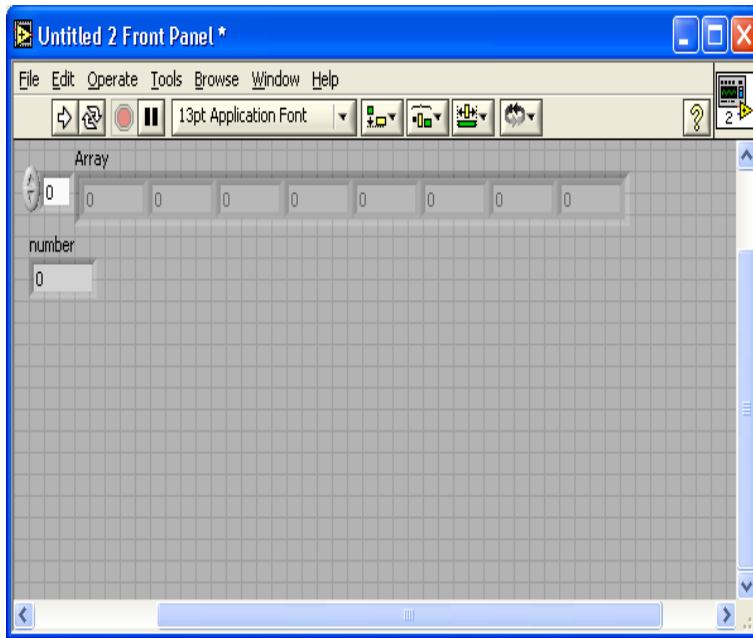 Untitled 2 Front Panel *
File Edit Operate Tools Browse Window Help
13pt Application Font
?
2
Array
0 0 0 0 0 0 0 0 0
number
0